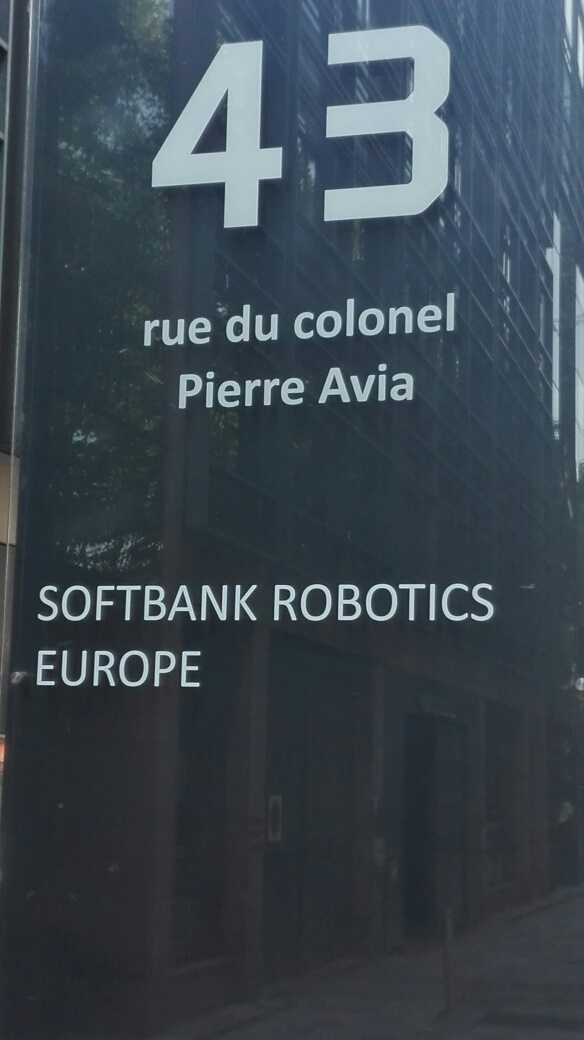 43
rue du colonel
Pierre Avia
SOFTBANK ROBOTICS
EUROPE